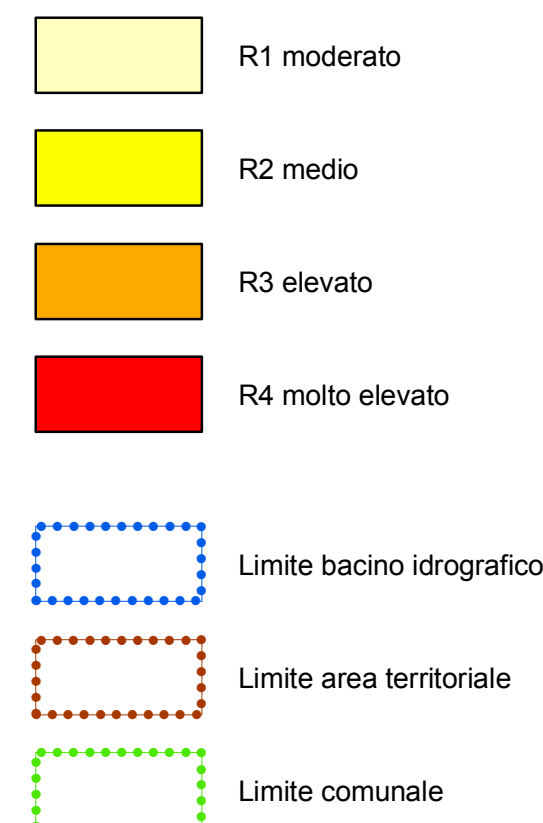 R1 moderato
R2 medio
R3 elevato
R4 molto elevato
Limite bacino idrografico
Limite area territoriale
Limite comunale